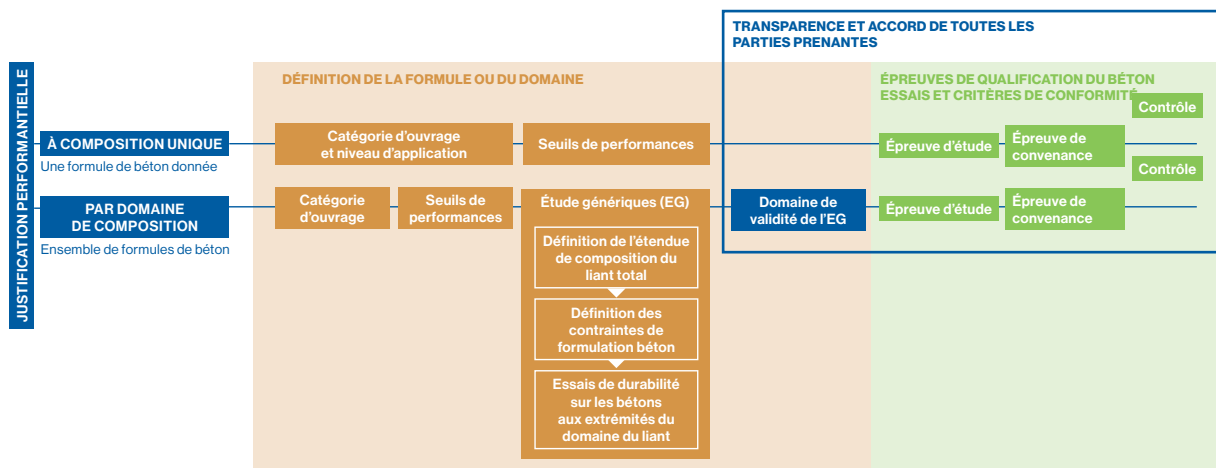 TRANSPARENCE ET ACCORD DE TOUTES LES
PARTIES PRENANTES
JUSTIFICATION PERFORMANTIELLE
DÉFINITION DE LA FORMULE OU DU DOMAINE
ÉPREUVES DE QUALIFICATION DU BÉTON
ESSAIS ET CRITÈRES DE CONFORMITÉ
Contrôle
À COMPOSITION UNIQUE
Une formule de béton donnée
Catégorie d'ouvrage
et niveau d'application
Seuils de performances
Épreuve d'étude
Épreuve de
convenance
Contrôle
PAR DOMAINE
DE COMPOSITION
Ensemble de formules de béton
Catégorie
d'ouvrage
Seuils de
performances
Étude génériques (EG)
Définition de l'étendue
de composition du
liant total
Définition des
contraintes de
formulation béton
Essais de durabilité
sur les bétons
aux extrémités du
domaine du liant
Domaine de
validité de l'EG
Épreuve d'étude
Épreuve de
convenance